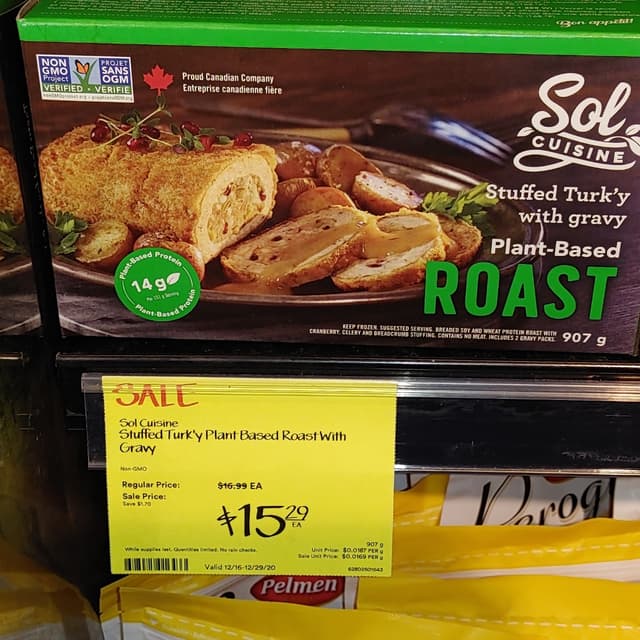 Bon appétit!
NON
GMO
Project
VERIFIED
PROJET
SANS
OGM
VÉRIFIÉ
Proud Canadian Company
Entreprise canadienne fière
Sol
CUISINE
Stuffed Turk'y
with gravy
Plant-Based
ROAST
Plant-Based Protein
14g
Plant-Based Protein
KEEP FROZEN. SUGGESTED SERVING. BREADED SOY AND WHEAT PROTEIN ROAST WITH
CRANBERRY, CELERY AND BREADCRUMB STUFFING. CONTAINS NO MEAT. INCLUDES 2 GRAVY PACKS.
907 g
SALE
Sol Cuisine
Stuffed Turk'y Plant Based Roast With
Gravy
Non-GMO
Regular Price: $16.99 EA
Sale Price:
Save $1.70
$15.29
EA
907 g
Unit Price: $0.0187 PER g
Sale Unit Price: $0.0169 PER g
While supplies last. Quantities limited. No rain checks.
Valid 12/16-12/29/20
62802501043
Pelmen
Perog